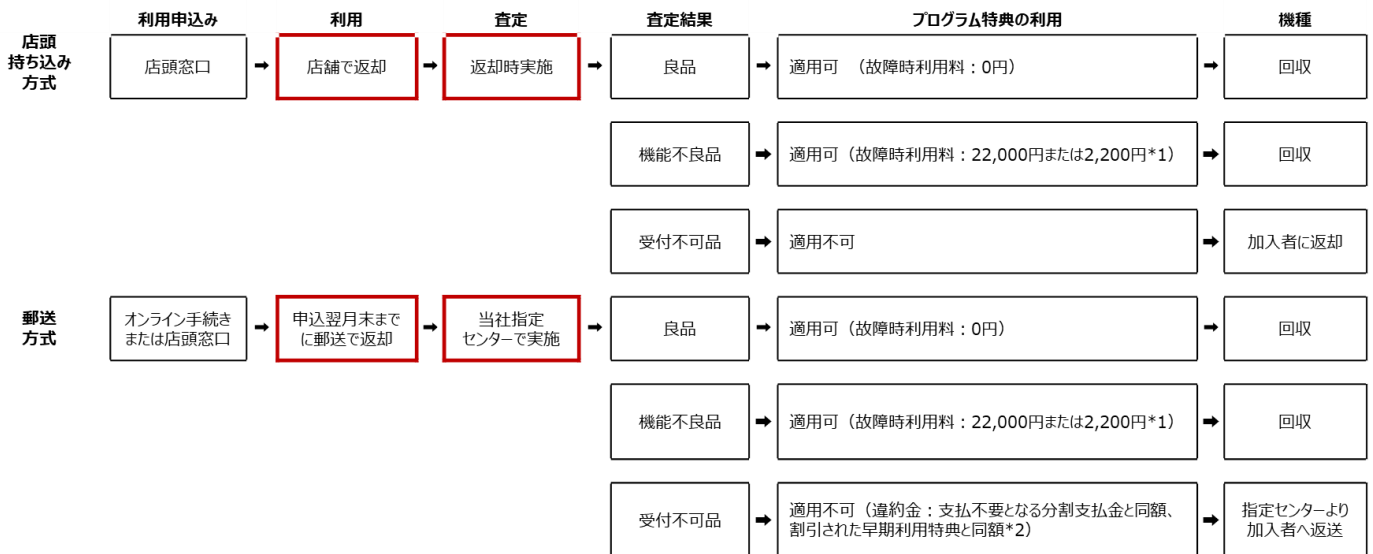 利用申込み
利用
査定
査定結果
プログラム特典の利用
機種
店頭
持ち込み
方式
店頭窓口
➡
店舗で返却
➡
返却時実施
➡
良品
➡
適用可 （故障時利用料：0円）
➡
回収
機能不良品
➡
適用可（故障時利用料：22,000円または2,200円*1）
➡
回収
受付不可品
➡
適用不可
➡
加入者に返却
郵送
方式
オンライン手続き
または店頭窓口
➡
申込翌月末まで
に郵送で返却
➡
当社指定
センターで実施
➡
良品
➡
適用可（故障時利用料：0円）
➡
回収
機能不良品
➡
適用可（故障時利用料：22,000円または2,200円*1）
➡
回収
受付不可品
➡
適用不可（違約金：支払不要となる分割支払金と同額、
割引された早期利用特典と同額*2）
➡
指定センターより
加入者へ返送